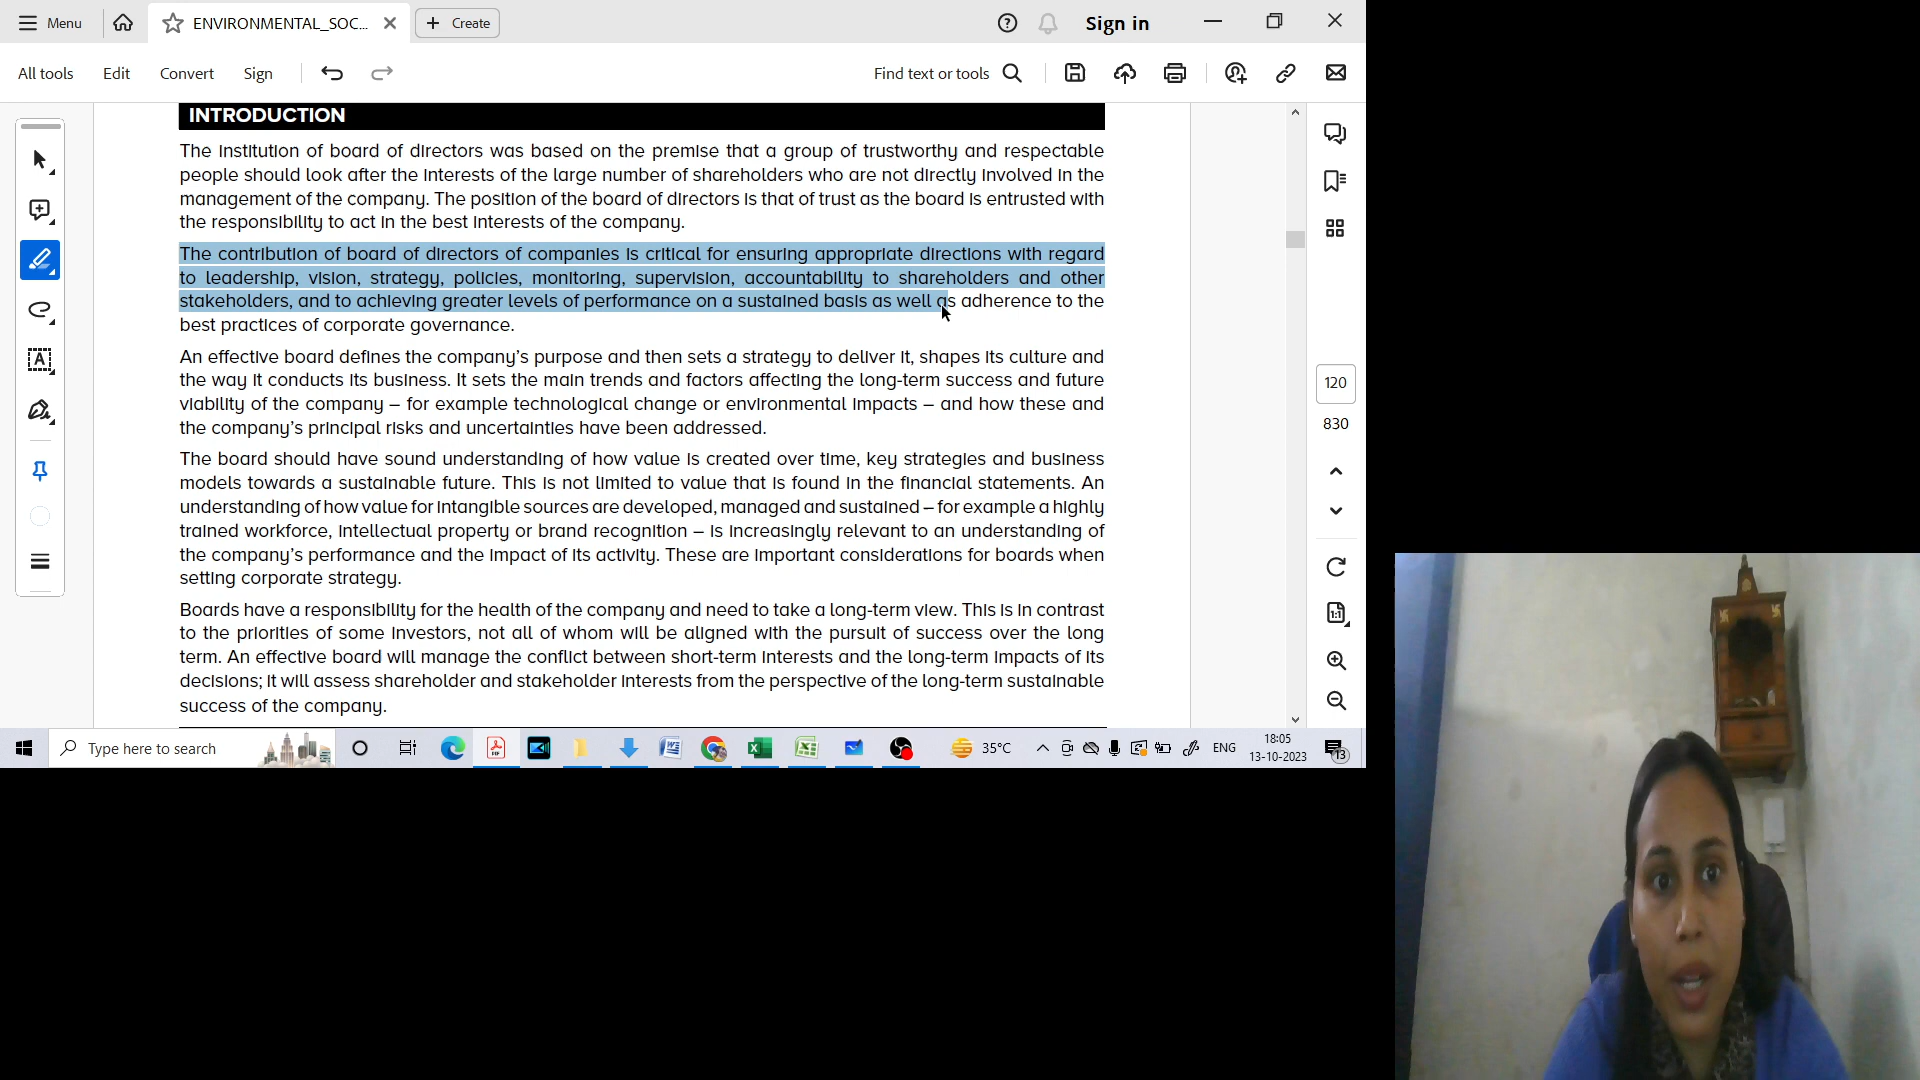 Menu
ENVIRONMENTAL_SOC...
Create
Sign in
All tools
Edit
Convert
Sign
Find text or tools
INTRODUCTION
The institution of board of directors was based on the premise that a group of trustworthy and respectable
people should look after the interests of the large number of shareholders who are not directly involved in the
management of the company. The position of the board of directors is that of trust as the board is entrusted with
the responsibility to act in the best interests of the company.
The contribution of board of directors of companies is critical for ensuring appropriate directions with regard
to leadership, vision, strategy, policies, monitoring, supervision, accountability to shareholders and other
stakeholders, and to achieving greater levels of performance on a sustained basis as well as adherence to the
best practices of corporate governance.
An effective board defines the company's purpose and then sets a strategy to deliver it, shapes its culture and
the way it conducts its business. It sets the main trends and factors affecting the long-term success and future
viability of the company – for example technological change or environmental impacts – and how these and
the company's principal risks and uncertainties have been addressed.
The board should have sound understanding of how value is created over time, key strategies and business
models towards a sustainable future. This is not limited to value that is found in the financial statements. An
understanding of how value for intangible sources are developed, managed and sustained – for example a highly
trained workforce, intellectual property or brand recognition – is increasingly relevant to an understanding of
the company's performance and the impact of its activity. These are important considerations for boards when
setting corporate strategy.
Boards have a responsibility for the health of the company and need to take a long-term view. This is in contrast
to the priorities of some investors, not all of whom will be aligned with the pursuit of success over the long
term. An effective board will manage the conflict between short-term interests and the long-term impacts of its
decisions; it will assess shareholder and stakeholder interests from the perspective of the long-term sustainable
success of the company.
120
830
Type here to search
35°C
ENG
18:05
13-10-2023
13